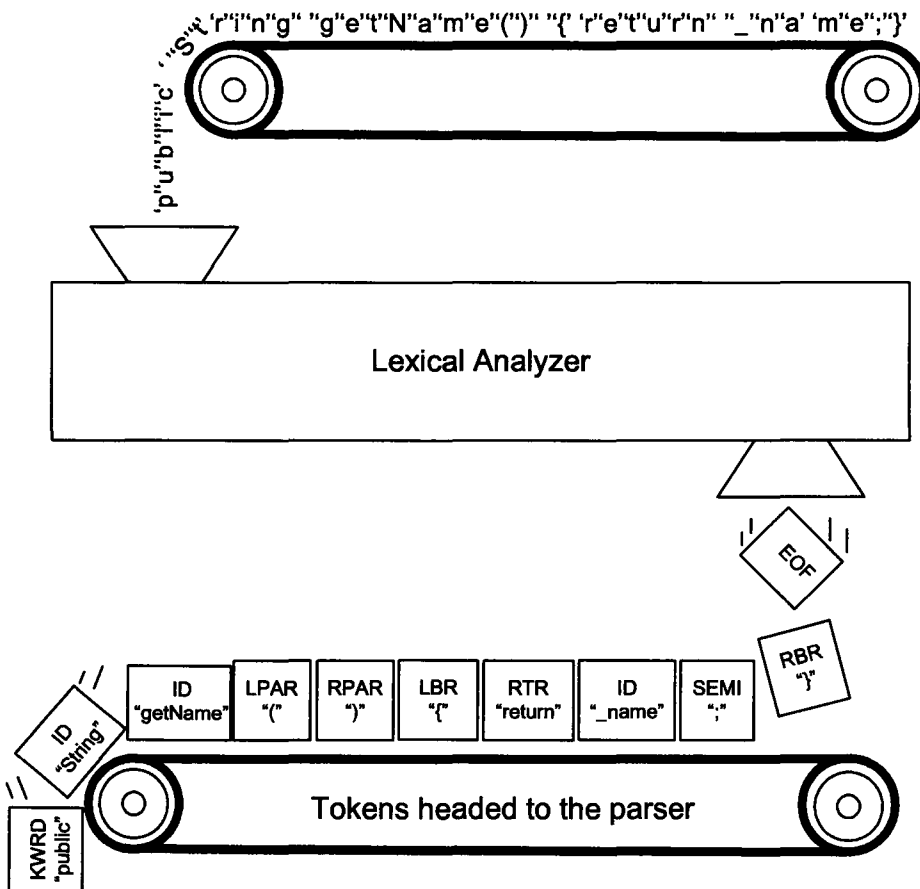 ‘p’‘u’‘b’‘l’‘i’‘c’ ‘ ’‘S’‘t’ ‘r’‘i’‘n’‘g’ ‘ ’‘g’‘e’‘t’‘N’‘a’‘m’‘e’‘(’‘)’ ‘ ’‘{’ ‘r’‘e’‘t’‘u’‘r’‘n’ ‘ ’‘_’‘n’‘a’ ‘m’‘e’‘;’‘}’
Lexical Analyzer
EOF
RBR
“}”
SEMI
“;”
ID
“_name”
RTR
“return”
LBR
“{”
RPAR
“)”
LPAR
“(”
ID
“getName”
ID
“String”
KWRD
“public”
Tokens headed to the parser